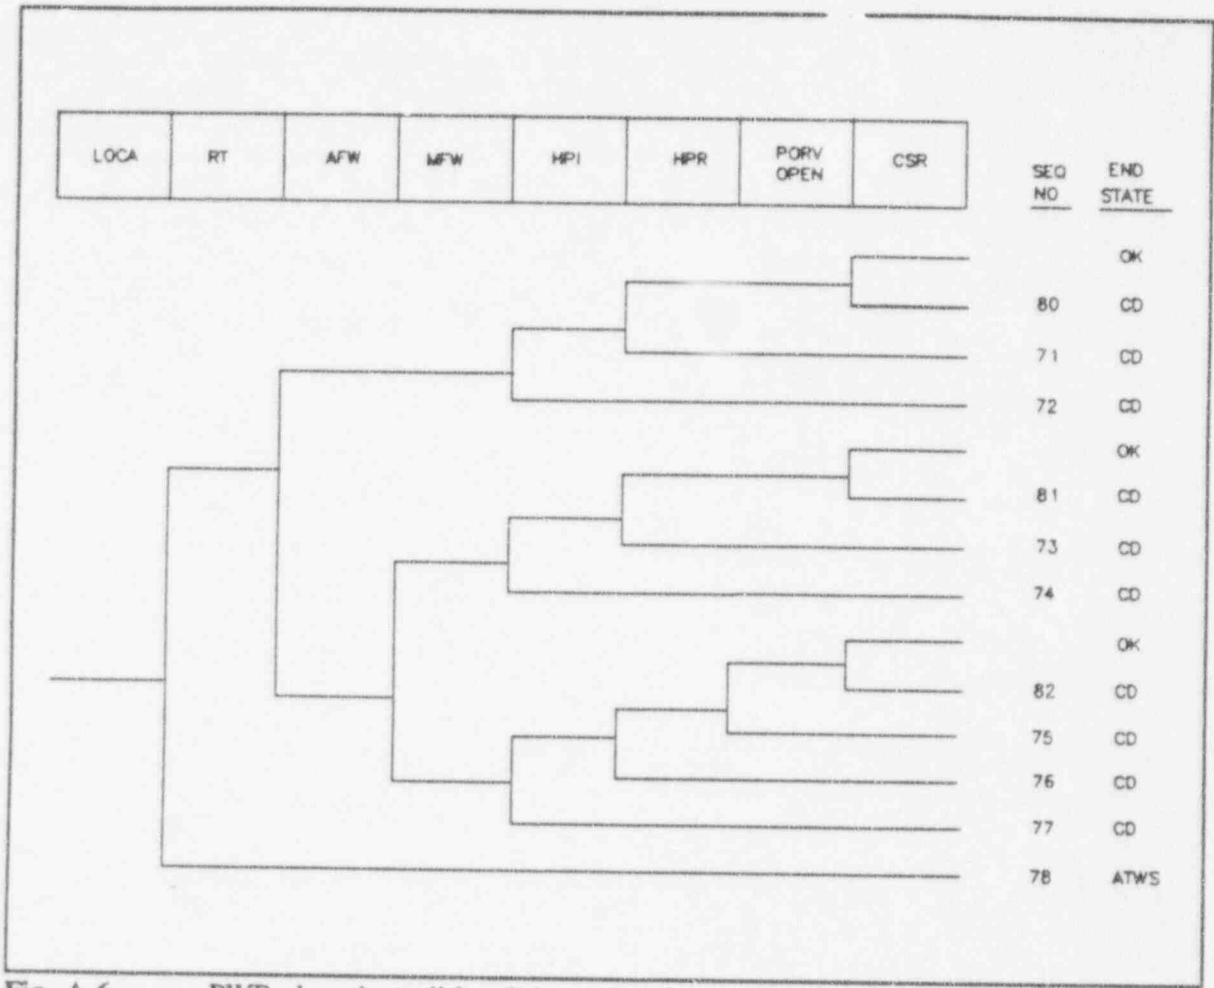 LOCA RT AFW MFW HPI HPR PORV OPEN CSR
SEQ NO END STATE
OK
80 CD
71 CD
72 CD
OK
81 CD
73 CD
74 CD
OK
82 CD
75 CD
76 CD
77 CD
78 ATWS